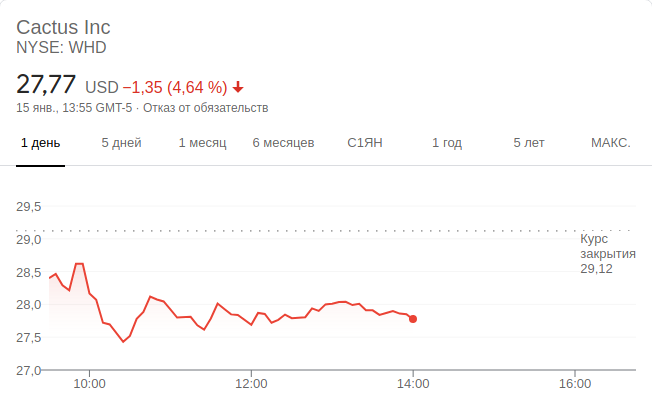 Cactus Inc
NYSE: WHD
27,77 USD −1,35 (4,64 %)
15 янв., 13:55 GMT-5 · Отказ от обязательств
1 день 5 дней 1 месяц 6 месяцев С1ЯН 1 год 5 лет МАКС.
29,5
29,0
28,5
28,0
27,5
27,0
Курс
закрытия
29,12
10:00 12:00 14:00 16:00